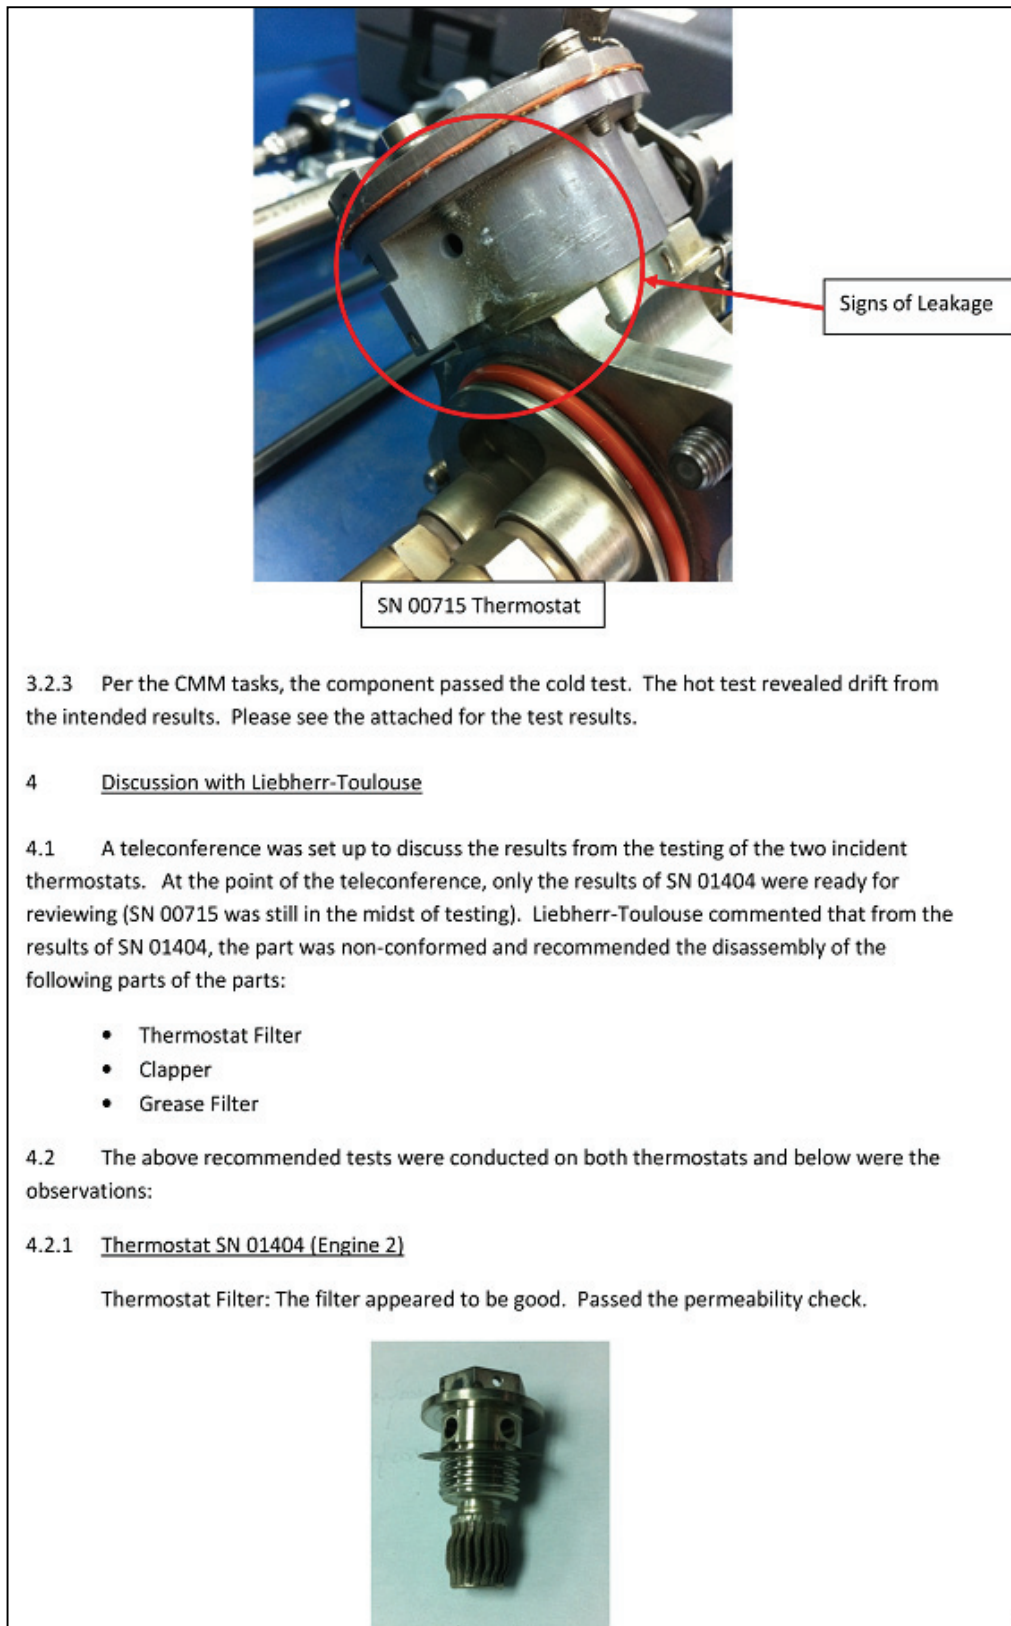 Signs of Leakage
SN 00715 Thermostat
3.2.3 Per the CMM tasks, the component passed the cold test. The hot test revealed drift from
the intended results. Please see the attached for the test results.
4 Discussion with Liebherr-Toulouse
4.1 A teleconference was set up to discuss the results from the testing of the two incident
thermostats. At the point of the teleconference, only the results of SN 01404 were ready for
reviewing (SN 00715 was still in the midst of testing). Liebherr-Toulouse commented that from the
results of SN 01404, the part was non-conformed and recommended the disassembly of the
following parts of the parts:
• Thermostat Filter
• Clapper
• Grease Filter
4.2 The above recommended tests were conducted on both thermostats and below were the
observations:
4.2.1 Thermostat SN 01404 (Engine 2)
Thermostat Filter: The filter appeared to be good. Passed the permeability check.